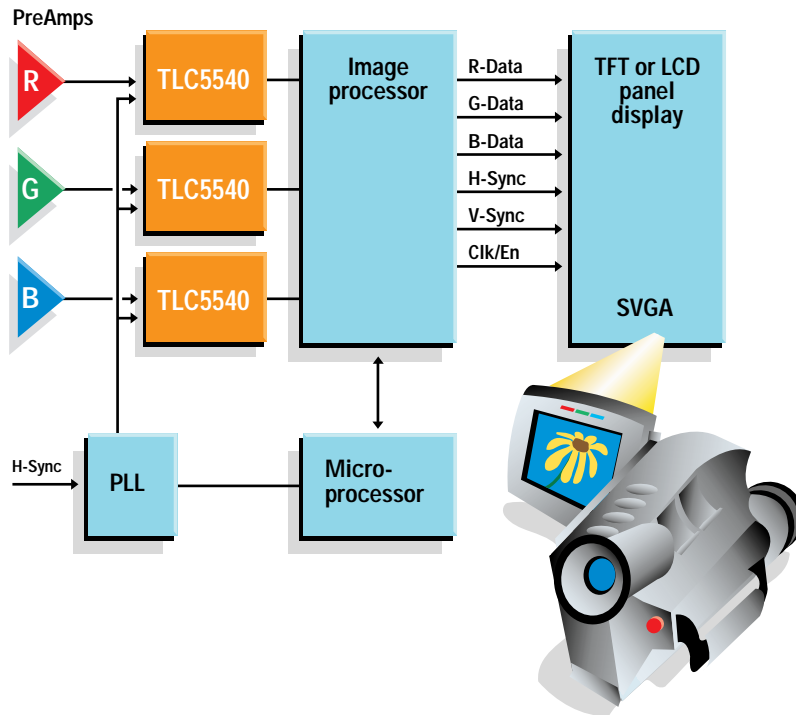 PreAmps
R
TLC5540
Image
processor
R-Data
G-Data
B-Data
H-Sync
V-Sync
Clk/En
TFT or LCD
panel
display
G
TLC5540
B
TLC5540
SVGA
H-Sync
PLL
Micro-
processor